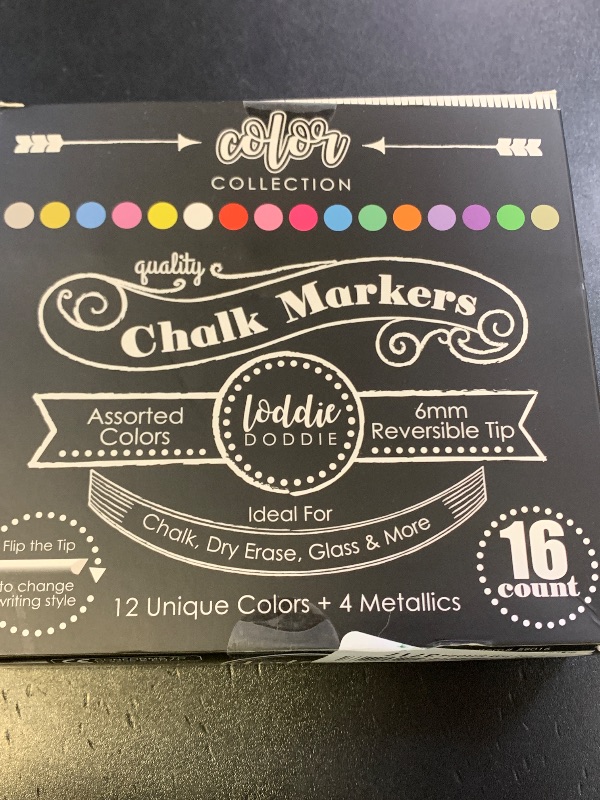 color
COLLECTION
quality
Chalk Markers
Assorted
Colors
loddie
DODDIE
6mm
Reversible Tip
Ideal For
Chalk, Dry Erase, Glass & More
Flip the Tip
to change
writing style
16
count
12 Unique Colors + 4 Metallics